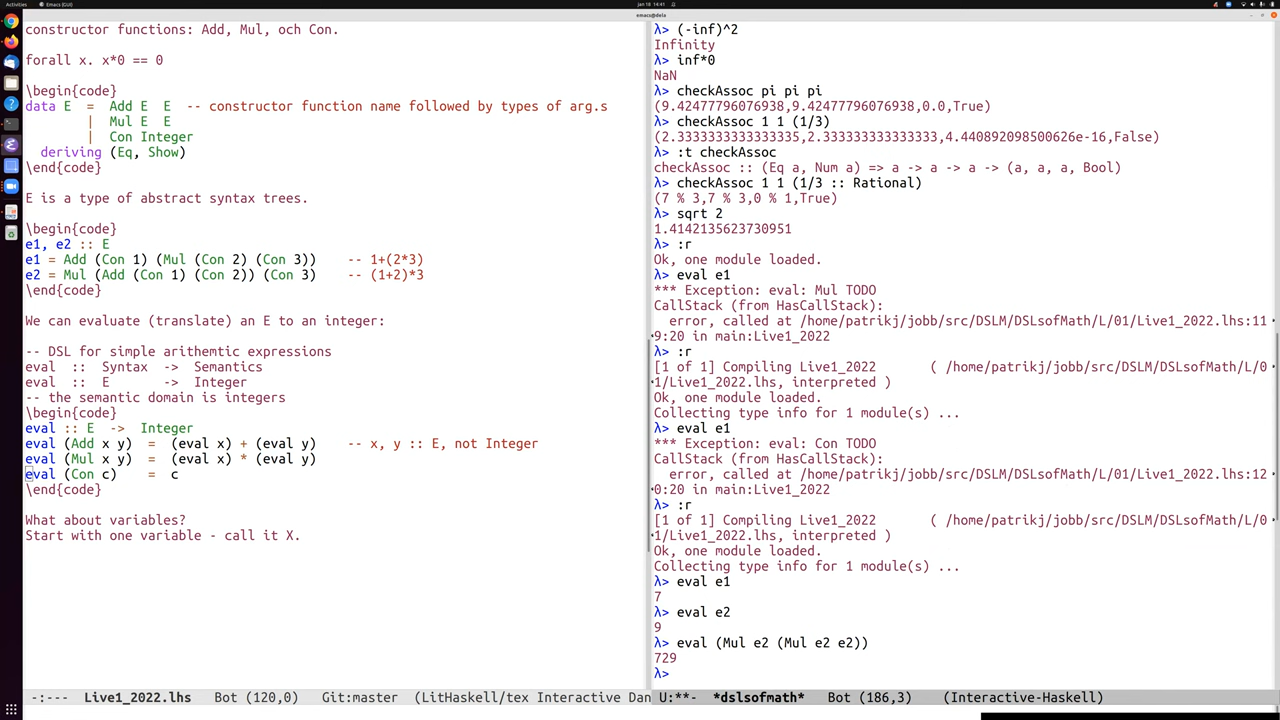 Activities
Emacs (GUI)
Jan 18 14:41
emacs@dela
constructor functions: Add, Mul, och Con.
forall x. x*0 == 0
\begin{code}
data E  =  Add E  E  -- constructor function name followed by types of arg.s
        |  Mul E  E
        |  Con Integer
  deriving (Eq, Show)
\end{code}
E is a type of abstract syntax trees.
\begin{code}
e1, e2 :: E
e1 = Add (Con 1) (Mul (Con 2) (Con 3))    -- 1+(2*3)
e2 = Mul (Add (Con 1) (Con 2)) (Con 3)    -- (1+2)*3
\end{code}
We can evaluate (translate) an E to an integer:
-- DSL for simple arithemtic expressions
eval  ::  Syntax  ->  Semantics
eval  ::  E       ->  Integer
-- the semantic domain is integers
\begin{code}
eval :: E  ->  Integer
eval (Add x y)  =  (eval x) + (eval y)    -- x, y :: E, not Integer
eval (Mul x y)  =  (eval x) * (eval y)
eval (Con c)    =  c
\end{code}
What about variables?
Start with one variable - call it X.
-:---  Live1_2022.lhs   Bot (120,0)    Git:master   (LitHaskell/tex Interactive Dan
λ> (-inf)^2
Infinity
λ> inf*0
NaN
λ> checkAssoc pi pi pi
(9.42477796076938,9.42477796076938,0.0,True)
λ> checkAssoc 1 1 (1/3)
(2.3333333333333335,2.333333333333333,4.440892098500626e-16,False)
λ> :t checkAssoc
checkAssoc :: (Eq a, Num a) => a -> a -> a -> (a, a, a, Bool)
λ> checkAssoc 1 1 (1/3 :: Rational)
(7 % 3,7 % 3,0 % 1,True)
λ> sqrt 2
1.4142135623730951
λ> :r
Ok, one module loaded.
λ> eval e1
*** Exception: eval: Mul TODO
CallStack (from HasCallStack):
  error, called at /home/patrikj/jobb/src/DSLM/DSLsofMath/L/01/Live1_2022.lhs:11
9:20 in main:Live1_2022
λ> :r
[1 of 1] Compiling Live1_2022       ( /home/patrikj/jobb/src/DSLM/DSLsofMath/L/0
1/Live1_2022.lhs, interpreted )
Ok, one module loaded.
Collecting type info for 1 module(s) ...
λ> eval e1
*** Exception: eval: Con TODO
CallStack (from HasCallStack):
  error, called at /home/patrikj/jobb/src/DSLM/DSLsofMath/L/01/Live1_2022.lhs:12
0:20 in main:Live1_2022
λ> :r
[1 of 1] Compiling Live1_2022       ( /home/patrikj/jobb/src/DSLM/DSLsofMath/L/0
1/Live1_2022.lhs, interpreted )
Ok, one module loaded.
Collecting type info for 1 module(s) ...
λ> eval e1
7
λ> eval e2
9
λ> eval (Mul e2 (Mul e2 e2))
729
λ>
U:**-  *dslsofmath*   Bot (186,3)    (Interactive-Haskell)